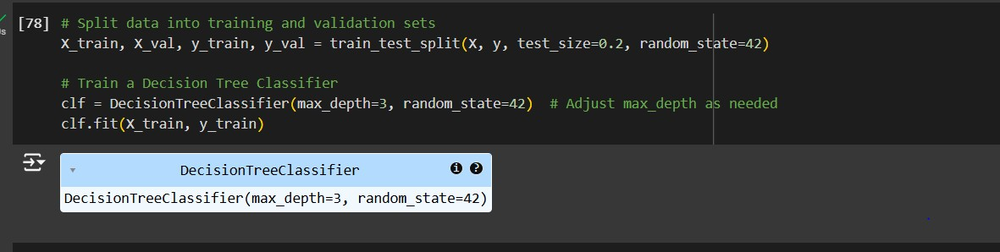 [78] # Split data into training and validation sets
X_train, X_val, y_train, y_val = train_test_split(X, y, test_size=0.2, random_state=42)
# Train a Decision Tree Classifier
clf = DecisionTreeClassifier(max_depth=3, random_state=42)  # Adjust max_depth as needed
clf.fit(X_train, y_train)
DecisionTreeClassifier
DecisionTreeClassifier(max_depth=3, random_state=42)